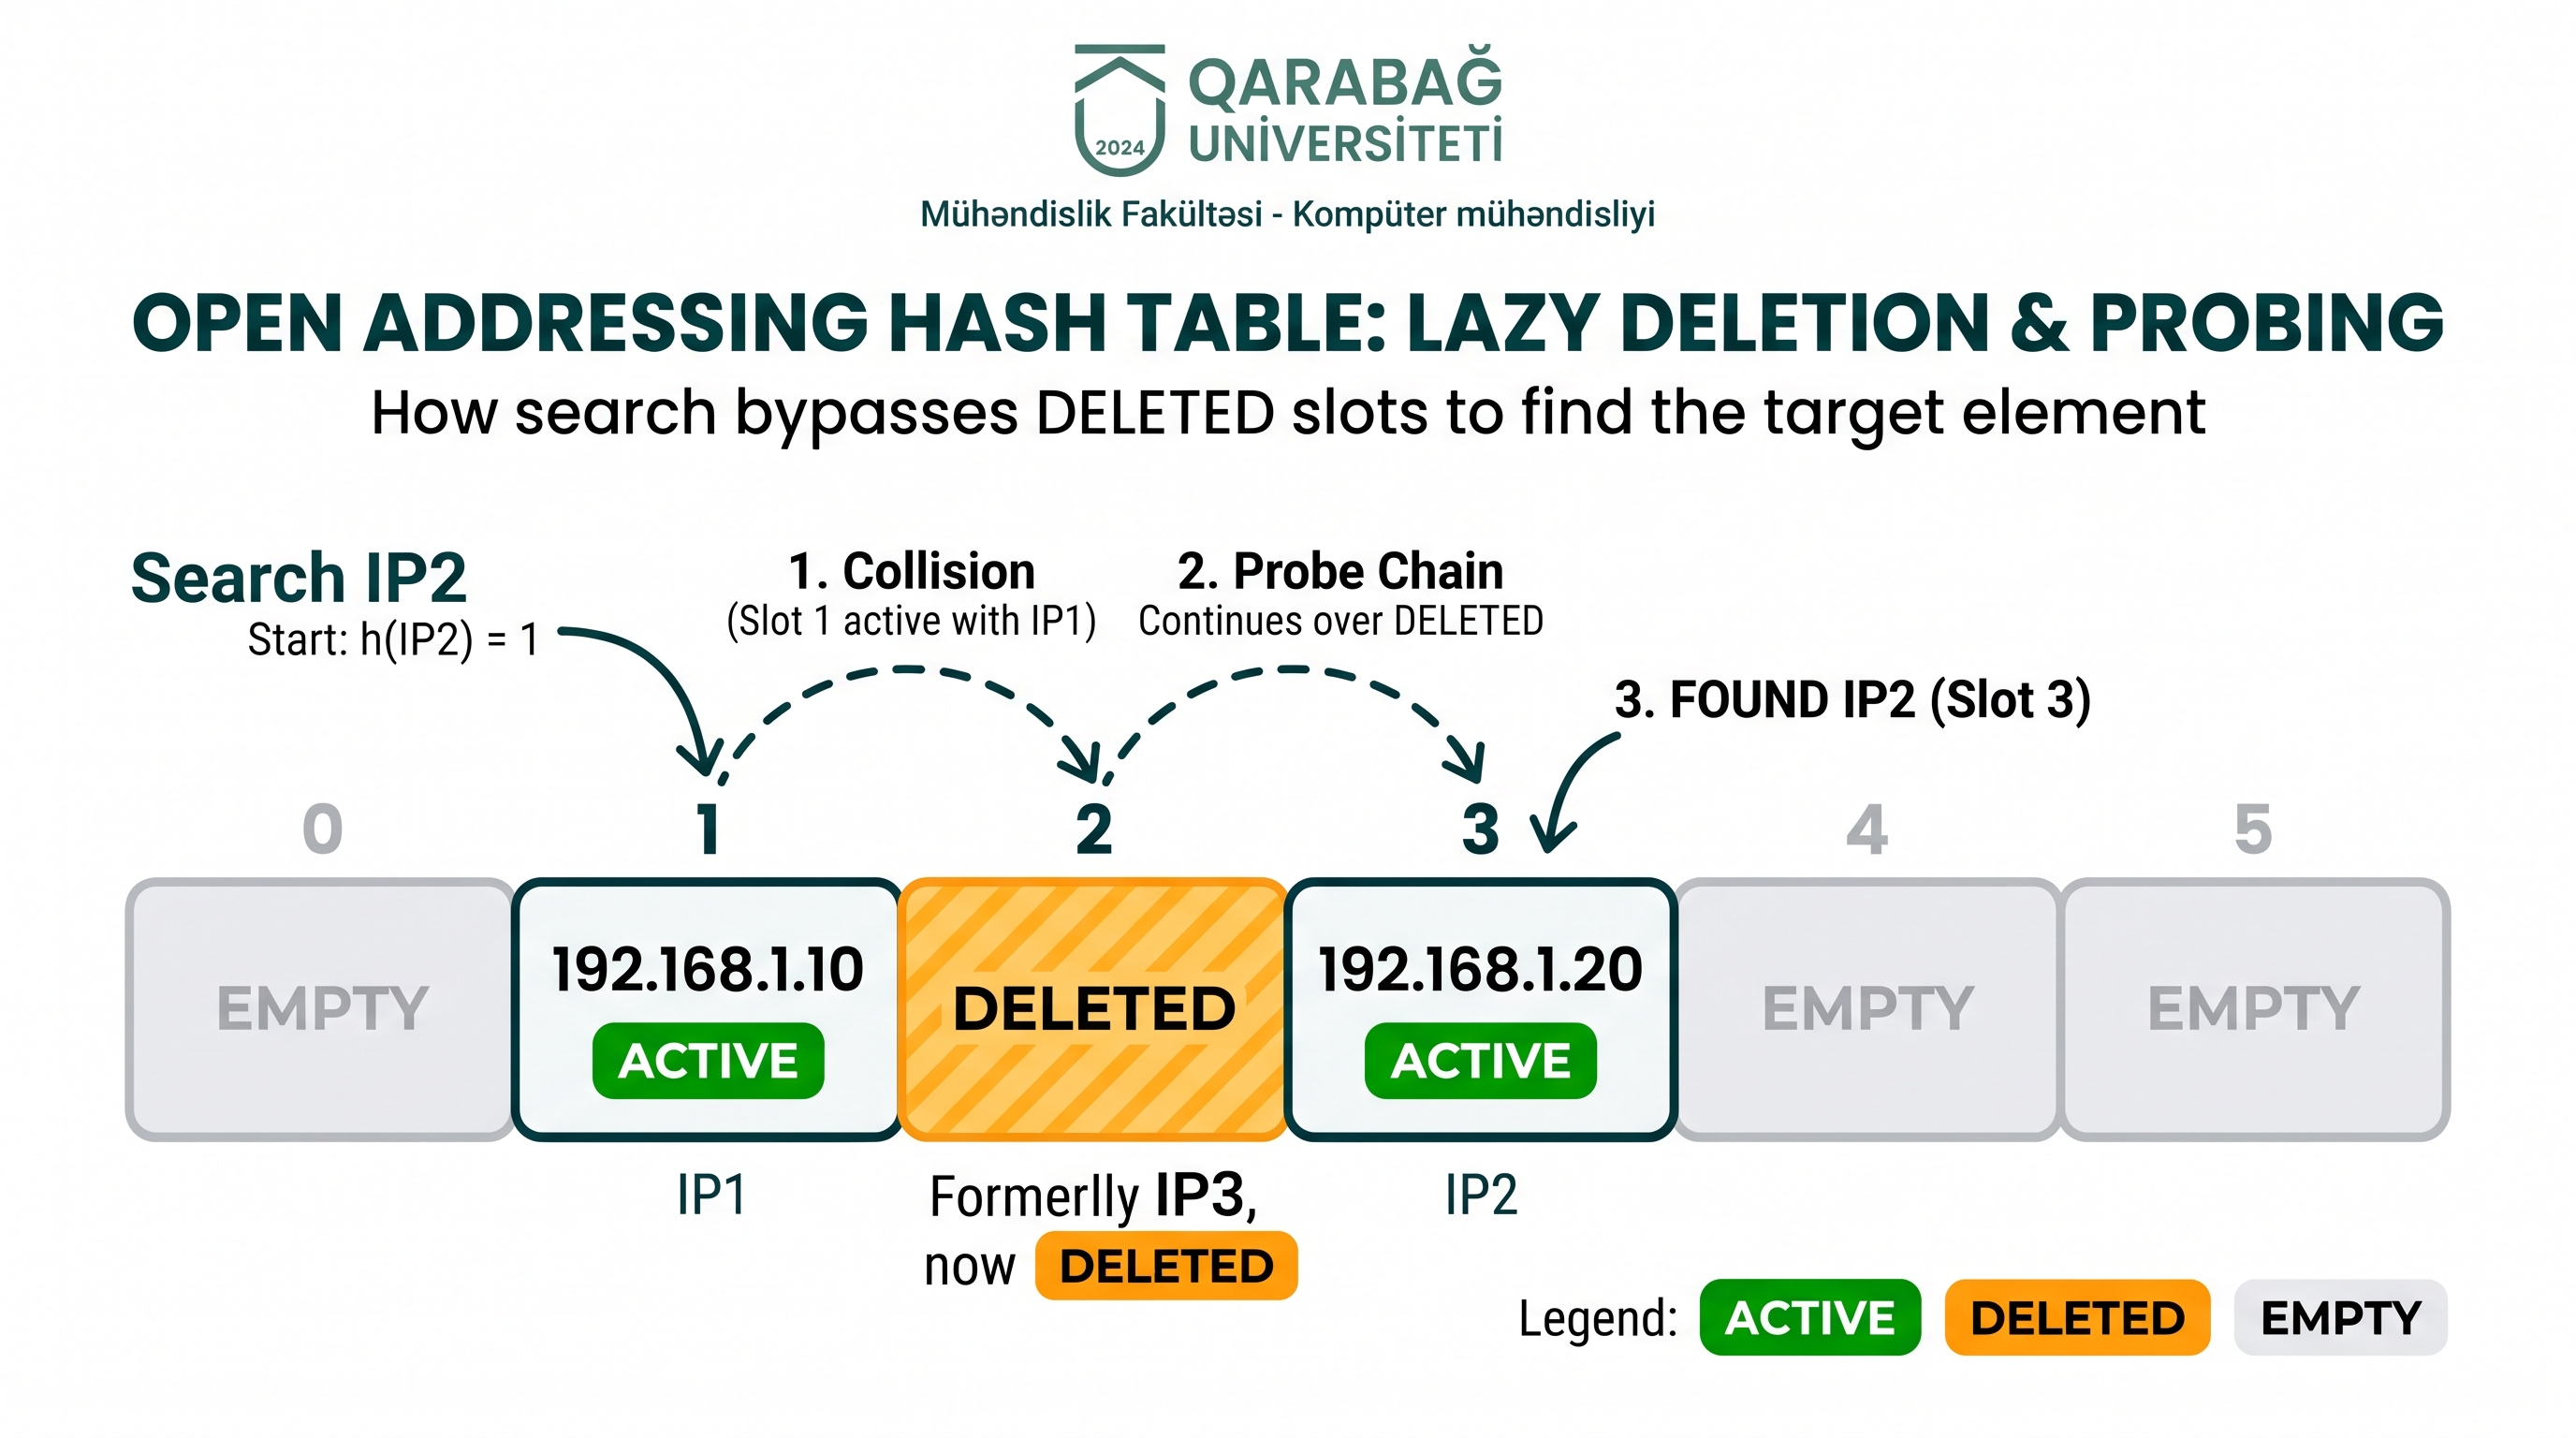 QARABAĞ
UNİVERSİTETİ
2024
Mühəndislik Fakültəsi - Kompüter mühəndisliyi
OPEN ADDRESSING HASH TABLE: LAZY DELETION & PROBING
How search bypasses DELETED slots to find the target element
Search IP2
Start: h(IP2) = 1
1. Collision
(Slot 1 active with IP1)
2. Probe Chain
Continues over DELETED
3. FOUND IP2 (Slot 3)
0 1 2 3 4 5
EMPTY
192.168.1.10
ACTIVE
DELETED
192.168.1.20
ACTIVE
EMPTY
EMPTY
IP1
Formerlly IP3,
now DELETED
IP2
Legend: ACTIVE DELETED EMPTY